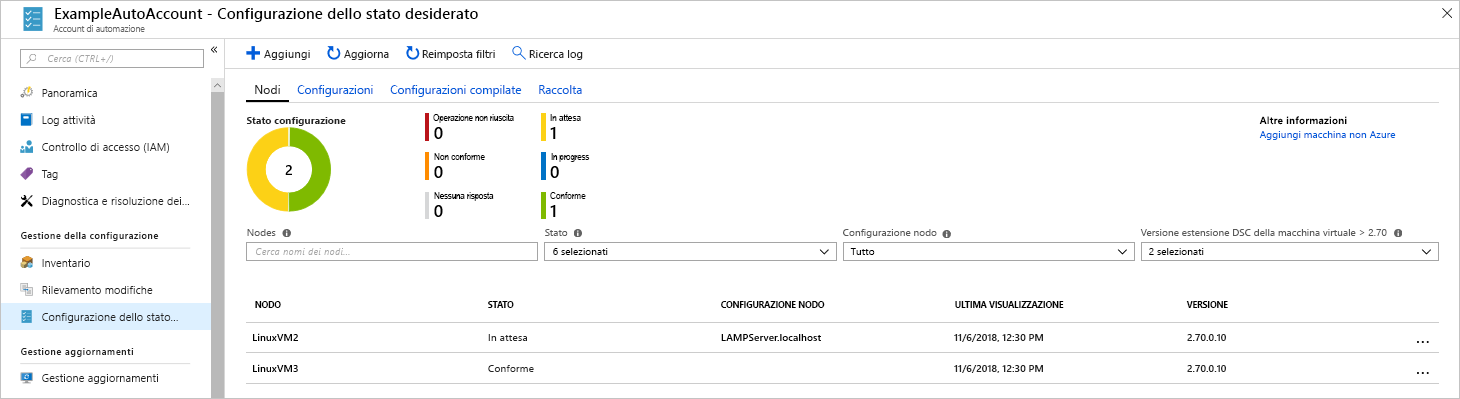 ExampleAutoAccount - Configurazione dello stato desiderato
Account di automazione
Cerca (CTRL+/)
Panoramica
Log attività
Controllo di accesso (IAM)
Tag
Diagnostica e risoluzione dei...
Gestione della configurazione
Inventario
Rilevamento modifiche
Configurazione dello stato...
Gestione aggiornamenti
Gestione aggiornamenti
Aggiungi Aggiorna Reimposta filtri Ricerca log
Nodi Configurazioni Configurazioni compilate Raccolta
Stato configurazione
2
Operazione non riuscita
0
In attesa
1
Non conforme
0
In progress
0
Nessuna risposta
0
Conforme
1
Altre informazioni
Aggiungi macchina non Azure
Nodes Stato Configurazione nodo Versione estensione DSC della macchina virtuale > 2.70
Cerca nomi dei nodi... 6 selezionati Tutto 2 selezionati
NODO STATO CONFIGURAZIONE NODO ULTIMA VISUALIZZAZIONE VERSIONE
LinuxVM2 In attesa LAMPServer.localhost 11/6/2018, 12:30 PM 2.70.0.10 ...
LinuxVM3 Conforme 11/6/2018, 12:30 PM 2.70.0.10 ...